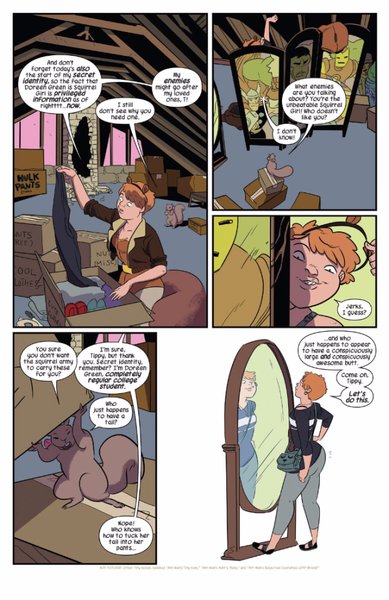 And don't
forget today's also
the start of my secret
identity, so the fact that
Doreen Green is Squirrel
Girl is privileged
information as of
righttttt...now.
My
enemies
might go after
my loved
ones, T!
I still
don't see why you
need one.
HULK
PANTS
What enemies
are you talking
about? You're the
unbeatable Squirrel
Girl! Who doesn't
like you?
I don't
know!
Jerks,
I guess?
You sure
you don't want
the squirrel army
to carry these
for you?
I'm sure,
Tippy, but thank
you. Secret identity,
remember? I'm Doreen
Green, completely
regular college
student.
Who
just happens
to have a
tail?
Nope!
Who knows
how to tuck her
tail into her
pants...
...and who
just happens to appear
to have a conspicuously
large and conspicuously
awesome butt.
Come on,
Tippy.
Let's
do this.